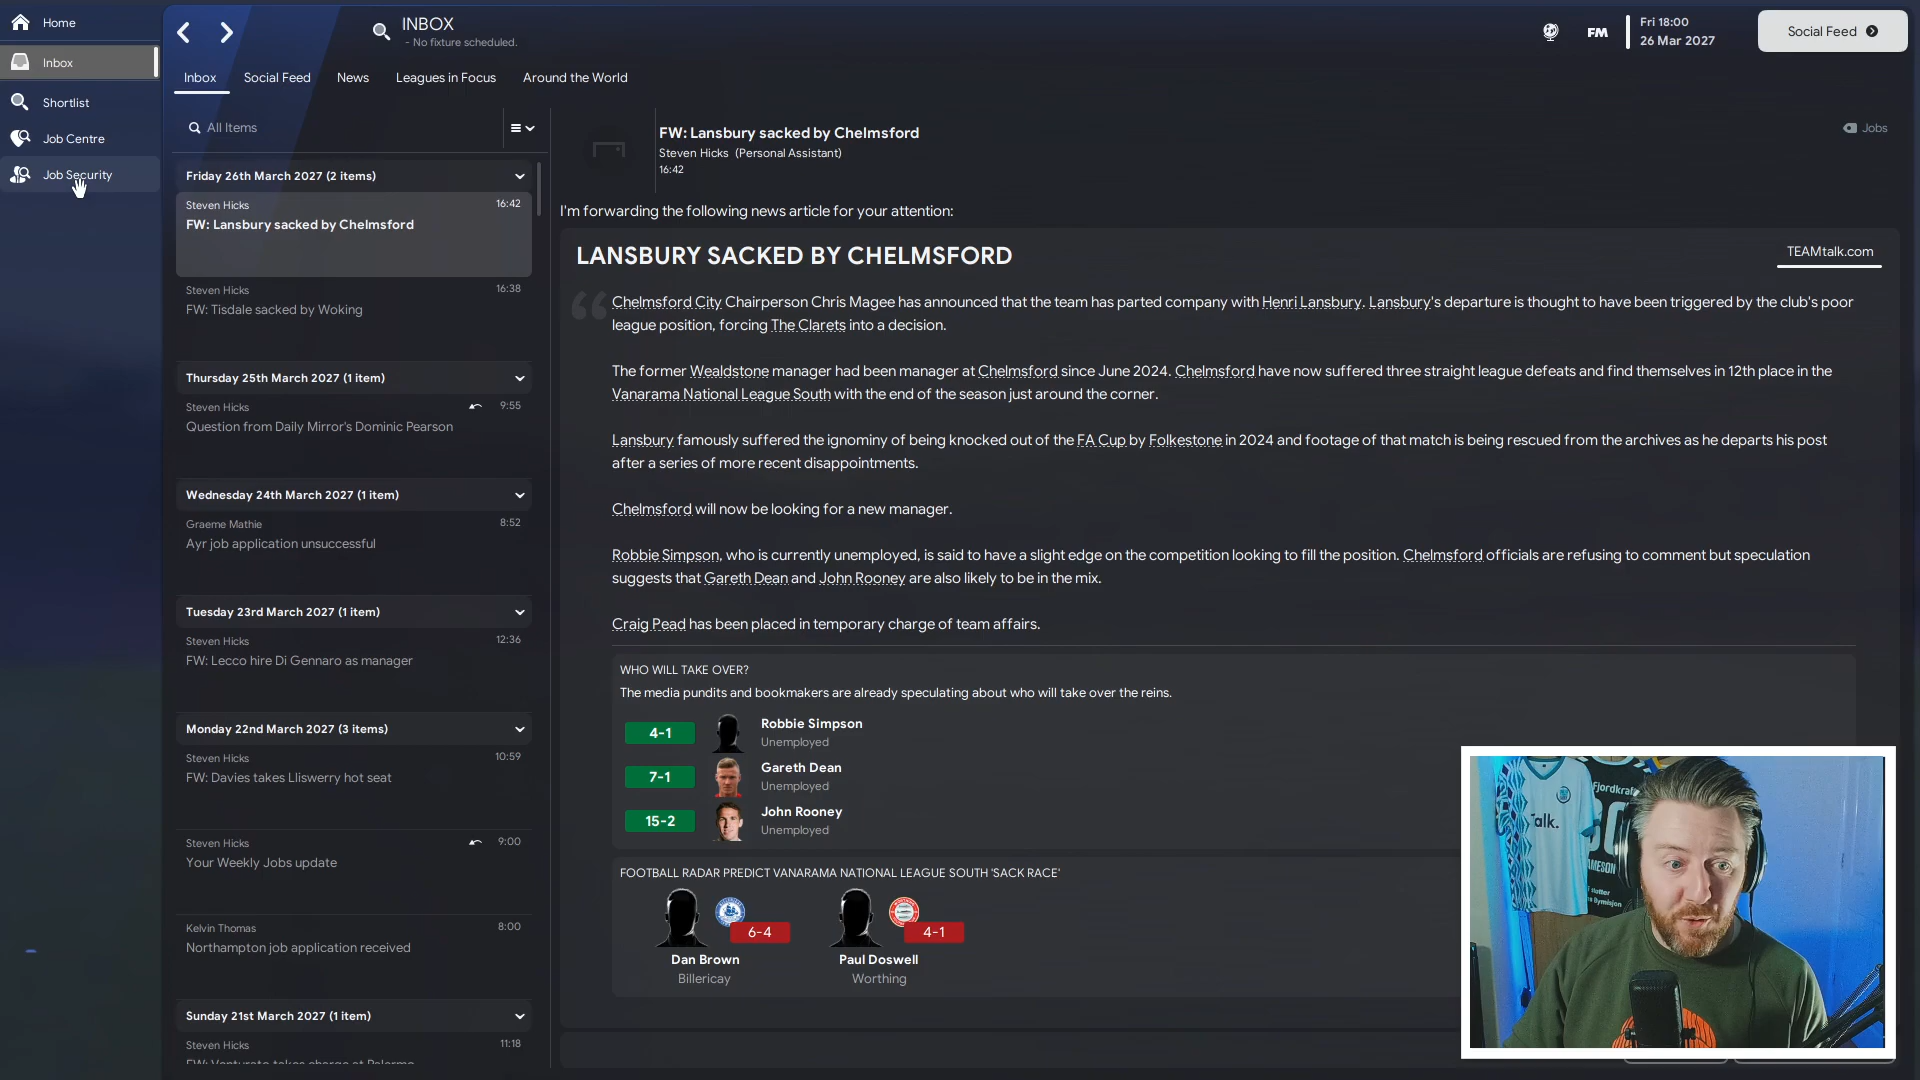 Home
Inbox
Shortlist
Job Centre
Job Security
INBOX
- No fixture scheduled.
FM
Fri 18:00
26 Mar 2027
Social Feed
Inbox
Social Feed
News
Leagues in Focus
Around the World
All Items
Friday 26th March 2027 (2 items)
Steven Hicks
16:42
FW: Lansbury sacked by Chelmsford
Steven Hicks
16:38
FW: Tisdale sacked by Woking
Thursday 25th March 2027 (1 item)
Steven Hicks
9:55
Question from Daily Mirror's Dominic Pearson
Wednesday 24th March 2027 (1 item)
Graeme Mathie
8:52
Ayr job application unsuccessful
Tuesday 23rd March 2027 (1 item)
Steven Hicks
12:36
FW: Lecco hire Di Gennaro as manager
Monday 22nd March 2027 (3 items)
Steven Hicks
10:59
FW: Davies takes Lliswerry hot seat
Steven Hicks
9:00
Your Weekly Jobs update
Kelvin Thomas
8:00
Northampton job application received
Sunday 21st March 2027 (1 item)
Steven Hicks
11:18
FW: Venturato takes charge at Palermo
FW: Lansbury sacked by Chelmsford
Steven Hicks (Personal Assistant)
16:42
Jobs
I'm forwarding the following news article for your attention:
LANSBURY SACKED BY CHELMSFORD
TEAMtalk.com
Chelmsford City Chairperson Chris Magee has announced that the team has parted company with Henri Lansbury. Lansbury's departure is thought to have been triggered by the club's poor
league position, forcing The Clarets into a decision.
The former Wealdstone manager had been manager at Chelmsford since June 2024. Chelmsford have now suffered three straight league defeats and find themselves in 12th place in the
Vanarama National League South with the end of the season just around the corner.
Lansbury famously suffered the ignominy of being knocked out of the FA Cup by Folkestone in 2024 and footage of that match is being rescued from the archives as he departs his post
after a series of more recent disappointments.
Chelmsford will now be looking for a new manager.
Robbie Simpson, who is currently unemployed, is said to have a slight edge on the competition looking to fill the position. Chelmsford officials are refusing to comment but speculation
suggests that Gareth Dean and John Rooney are also likely to be in the mix.
Craig Pead has been placed in temporary charge of team affairs.
WHO WILL TAKE OVER?
The media pundits and bookmakers are already speculating about who will take over the reins.
4-1
Robbie Simpson
Unemployed
7-1
Gareth Dean
Unemployed
15-2
John Rooney
Unemployed
FOOTBALL RADAR PREDICT VANARAMA NATIONAL LEAGUE SOUTH 'SACK RACE'
6-4
Dan Brown
Billericay
4-1
Paul Doswell
Worthing
Fjordkraft
Talk.